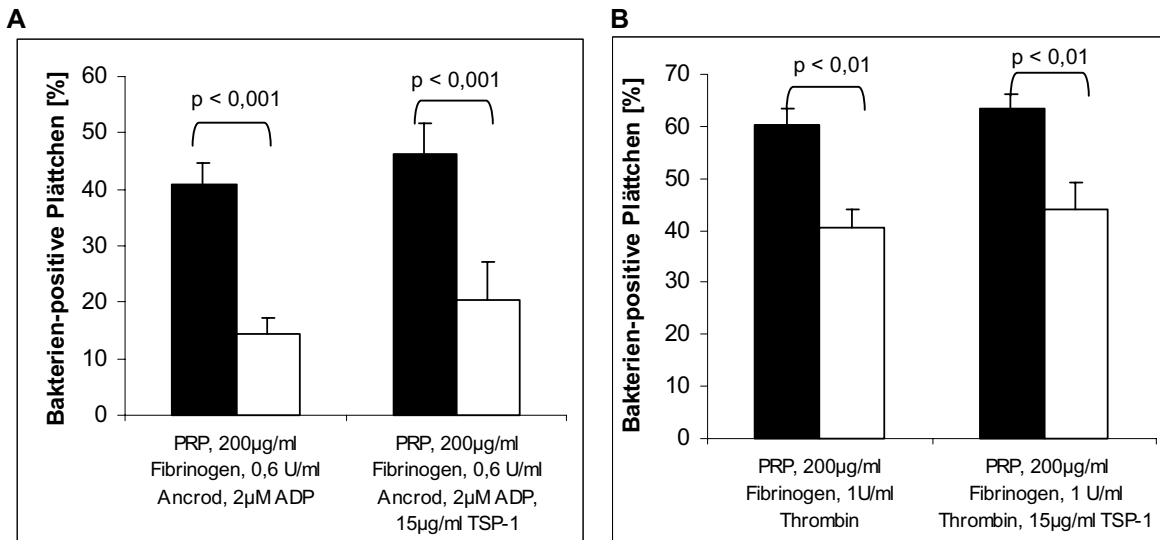 A
Bakterien-positive Plättchen [%]
60
50
40
30
20
10
0
p < 0,001
p < 0,001
PRP, 200µg/ml
Fibrinogen, 0,6 U/ml
Ancrod, 2µM ADP
PRP, 200µg/ml
Fibrinogen, 0,6 U/ml
Ancrod, 2µM ADP,
15µg/ml TSP-1
B
Bakterien-positive Plättchen [%]
70
60
50
40
30
20
10
0
p < 0,01
p < 0,01
PRP, 200µg/ml
Fibrinogen, 1U/ml
Thrombin
PRP, 200µg/ml
Fibrinogen, 1 U/ml
Thrombin, 15µg/ml TSP-1